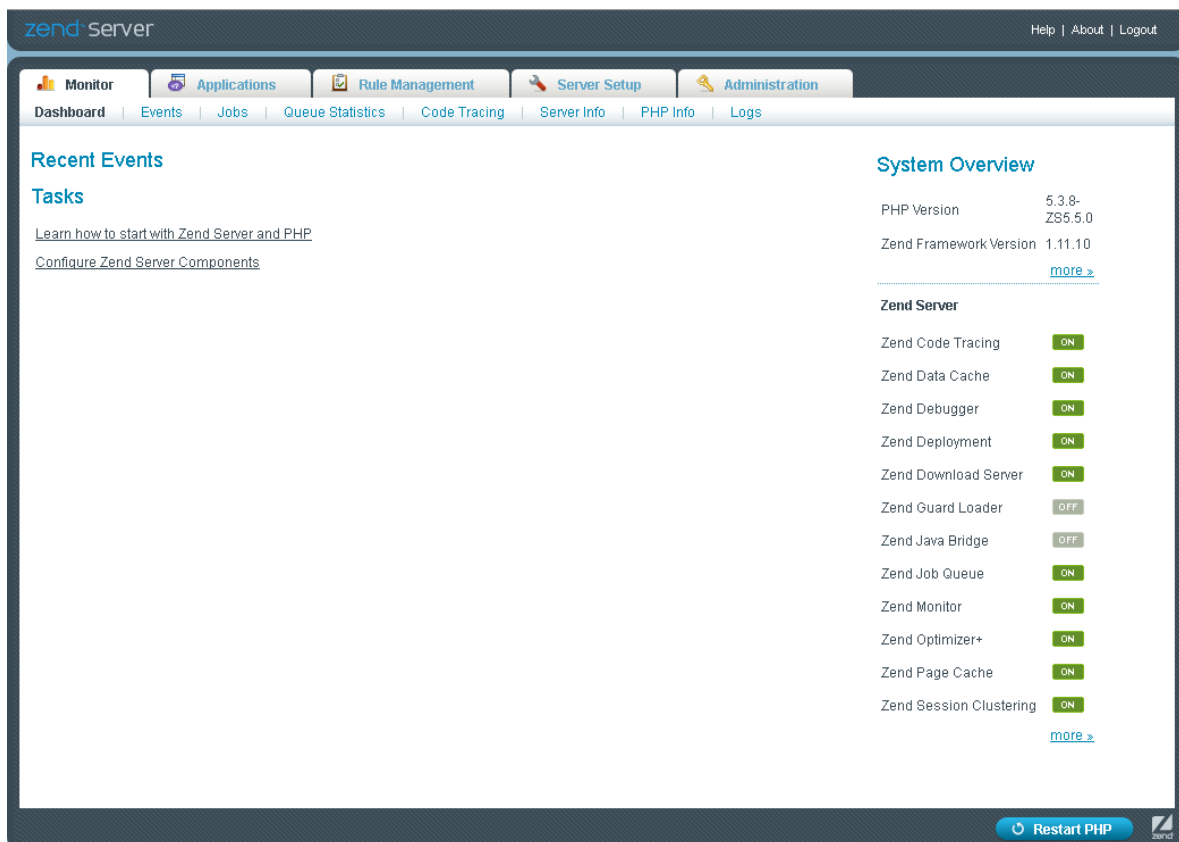 zend Server
Help | About | Logout
Monitor Applications Rule Management Server Setup Administration
Dashboard | Events | Jobs | Queue Statistics | Code Tracing | Server Info | PHP Info | Logs
Recent Events
Tasks
Learn how to start with Zend Server and PHP
Configure Zend Server Components
System Overview
PHP Version 5.3.8-
ZS5.5.0
Zend Framework Version 1.11.10
more »
Zend Server
Zend Code Tracing ON
Zend Data Cache ON
Zend Debugger ON
Zend Deployment ON
Zend Download Server ON
Zend Guard Loader OFF
Zend Java Bridge OFF
Zend Job Queue ON
Zend Monitor ON
Zend Optimizer+ ON
Zend Page Cache ON
Zend Session Clustering ON
more »
Restart PHP
zend